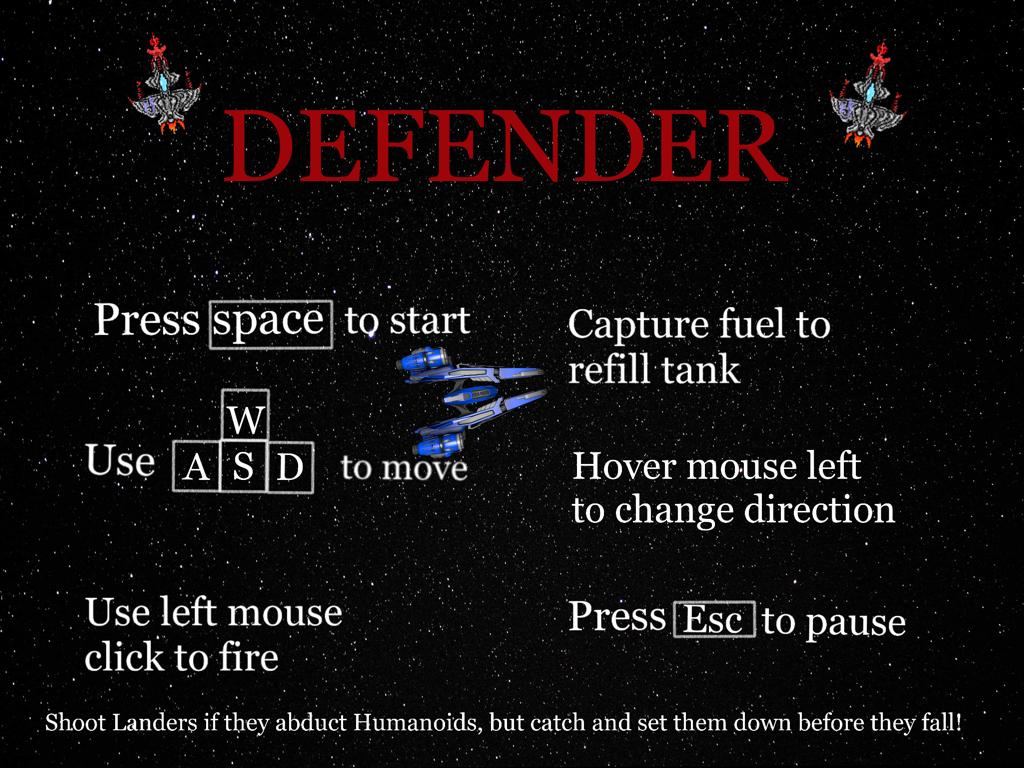 DEFENDER
Press space to start
Use W A S D to move
Use left mouse
click to fire
Capture fuel to
refill tank
Hover mouse left
to change direction
Press Esc to pause
Shoot Landers if they abduct Humanoids, but catch and set them down before they fall!